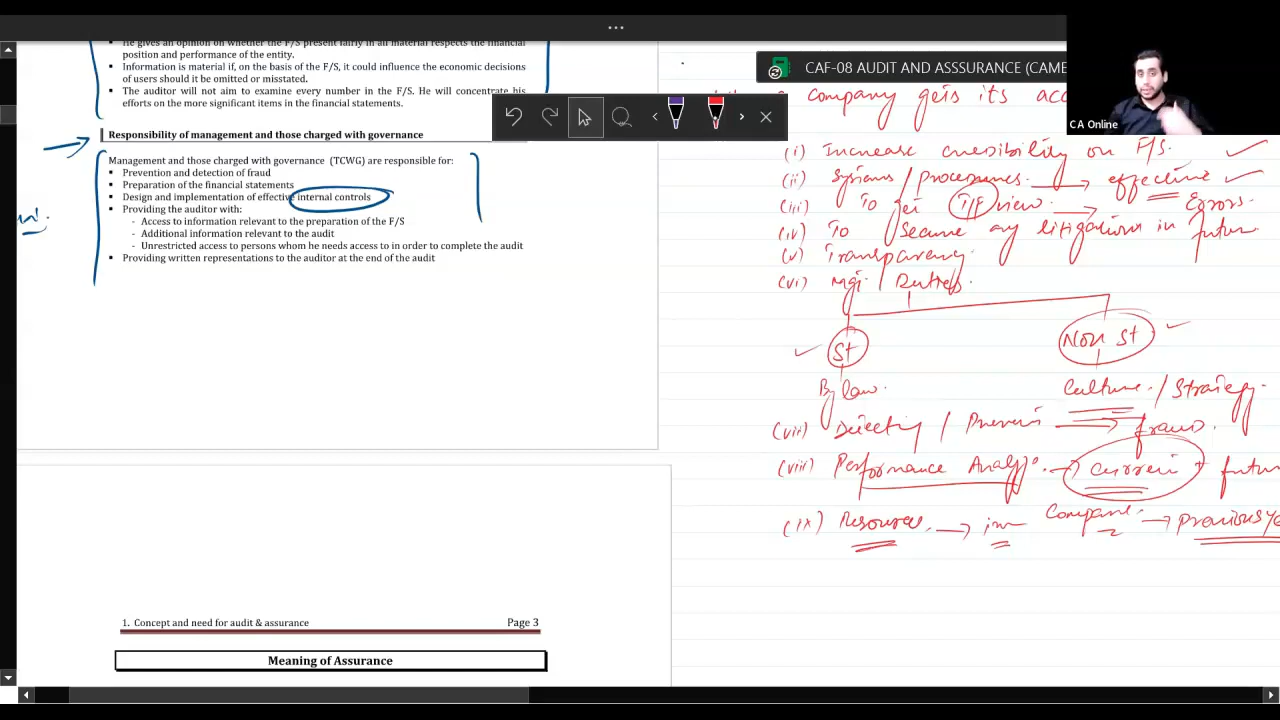 He gives an opinion on whether the F/S present fairly in all material respects the financial
position and performance of the entity.
Information is material if, on the basis of the F/S, it could influence the economic decisions
of users should it be omitted or misstated.
The auditor will not aim to examine every number in the F/S. He will concentrate his
efforts on the more significant items in the financial statements.
Responsibility of management and those charged with governance
Management and those charged with governance (TCWG) are responsible for:
Prevention and detection of fraud
Preparation of the financial statements
Design and implementation of effective internal controls
Providing the auditor with:
- Access to information relevant to the preparation of the F/S
- Additional information relevant to the audit
- Unrestricted access to persons whom he needs access to in order to complete the audit
Providing written representations to the auditor at the end of the audit
1. Concept and need for audit & assurance Page 3
Meaning of Assurance
CAF-08 AUDIT AND ASSSURANCE (CAME
CA Online
company gets its acc
(i) Increase credibility on F/S.
(ii) Systems / procedures. → effective
(iii) To get T/F view. → Errors.
(iv) To secure any litigations in future.
(v) Transparency.
(vi) Mgt / Duties.
St Non St
By law. Culture / Strategy.
(vii) Detecting / Prevent → fraud.
(viii) Performance → Current + futur
(ix) Resources → in Company → Previous ye